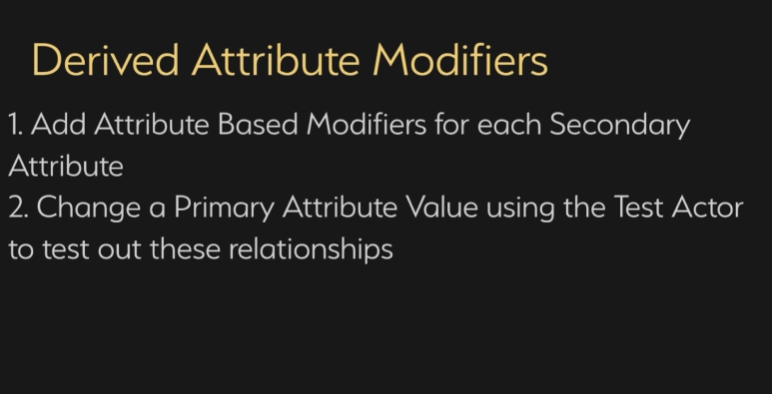 Derived Attribute Modifiers
1. Add Attribute Based Modifiers for each Secondary
Attribute
2. Change a Primary Attribute Value using the Test Actor
to test out these relationships